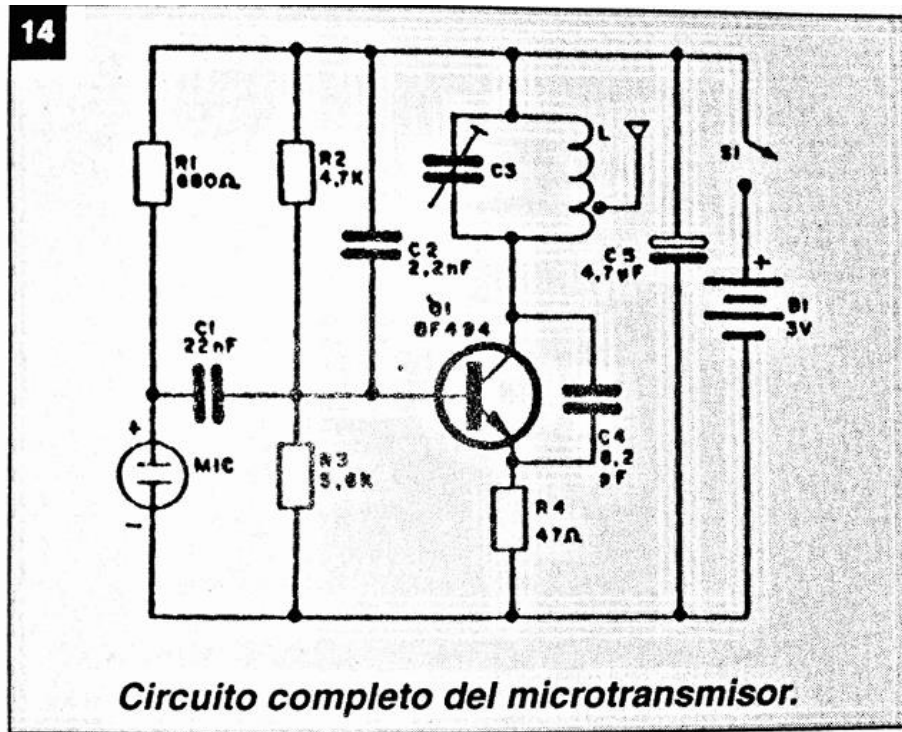 14
R1
680Ω
R2
4,7K
C2
2,2nF
C3
L
S1
C5
4,7µF
+
B1
3V
C1
22nF
Q1
BF494
+
MIC
-
R3
5,6K
C4
8,2
pF
R4
47Ω
Circuito completo del microtransmisor.